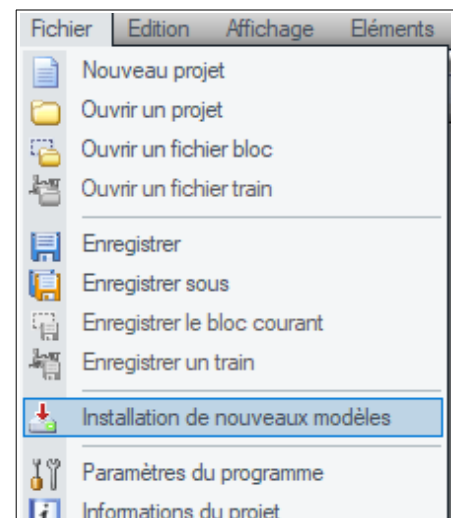 Fichier Edition Affichage Eléments
Nouveau projet
Ouvrir un projet
Ouvrir un fichier bloc
Ouvrir un fichier train
Enregistrer
Enregistrer sous
Enregistrer le bloc courant
Enregistrer un train
Installation de nouveaux modèles
Paramètres du programme
Informations du projet